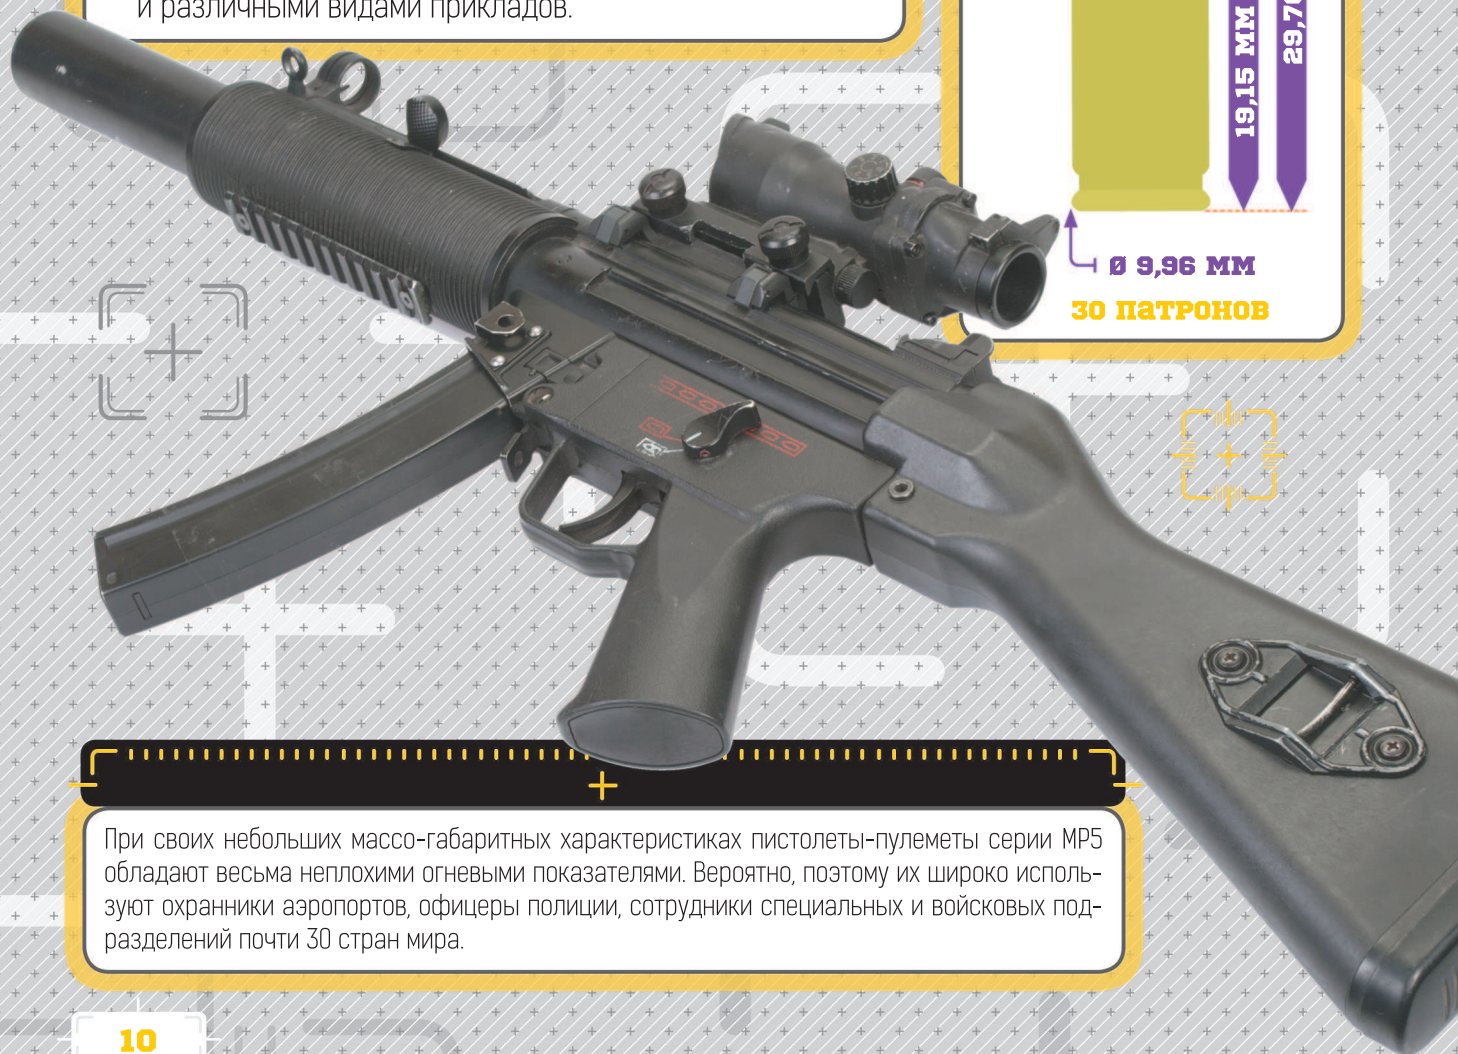 и различными видами прикладов.
19,15 мм
29,7
Ø 9,96 мм
30 патронов
При своих небольших массо-габаритных характеристиках пистолеты-пулеметы серии МР5
обладают весьма неплохими огневыми показателями. Вероятно, поэтому их широко исполь-
зуют охранники аэропортов, офицеры полиции, сотрудники специальных и войсковых под-
разделений почти 30 стран мира.
10